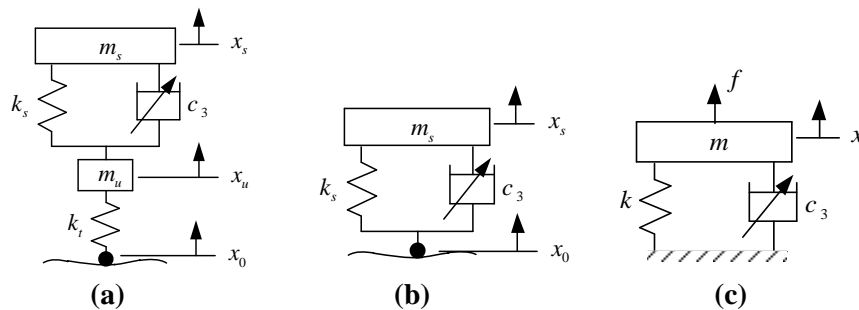 m_s
x_s
k_s
c_3
m_u
x_u
k_t
x_0
(a)
m_s
x_s
k_s
c_3
x_0
(b)
f
m
x
k
c_3
(c)